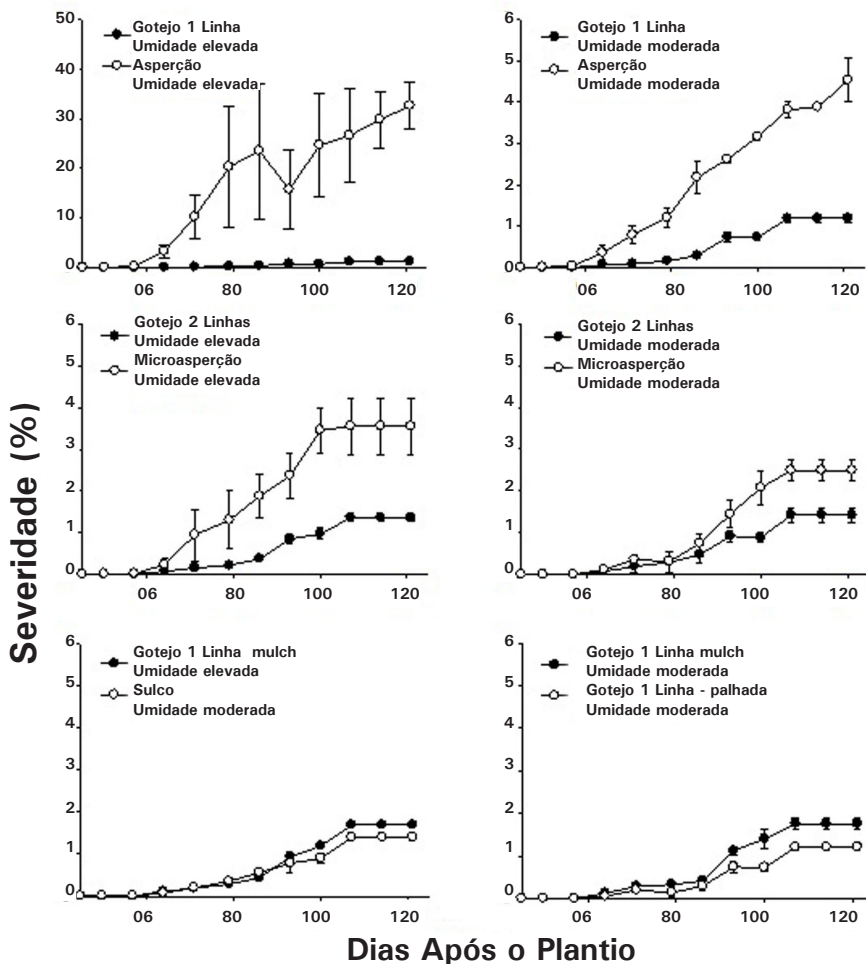 Severidade (%)
50
40
30
20
10
0
Gotejo 1 Linha
Umidade elevada
Asperção
Umidade elevada
06 80 100 120
6
5
4
3
2
1
0
Gotejo 1 Linha
Umidade moderada
Asperção
Umidade moderada
06 80 100 120
6
5
4
3
2
1
0
Gotejo 2 Linhas
Umidade elevada
Microasperção
Umidade elevada
06 80 100 120
6
5
4
3
2
1
0
Gotejo 2 Linhas
Umidade moderada
Microasperção
Umidade moderada
06 80 100 120
6
5
4
3
2
1
0
Gotejo 1 Linha mulch
Umidade elevada
Sulco
Umidade moderada
06 80 100 120
6
5
4
3
2
1
0
Gotejo 1 Linha mulch
Umidade moderada
Gotejo 1 Linha - palhada
Umidade moderada
06 80 100 120
Dias Após o Plantio